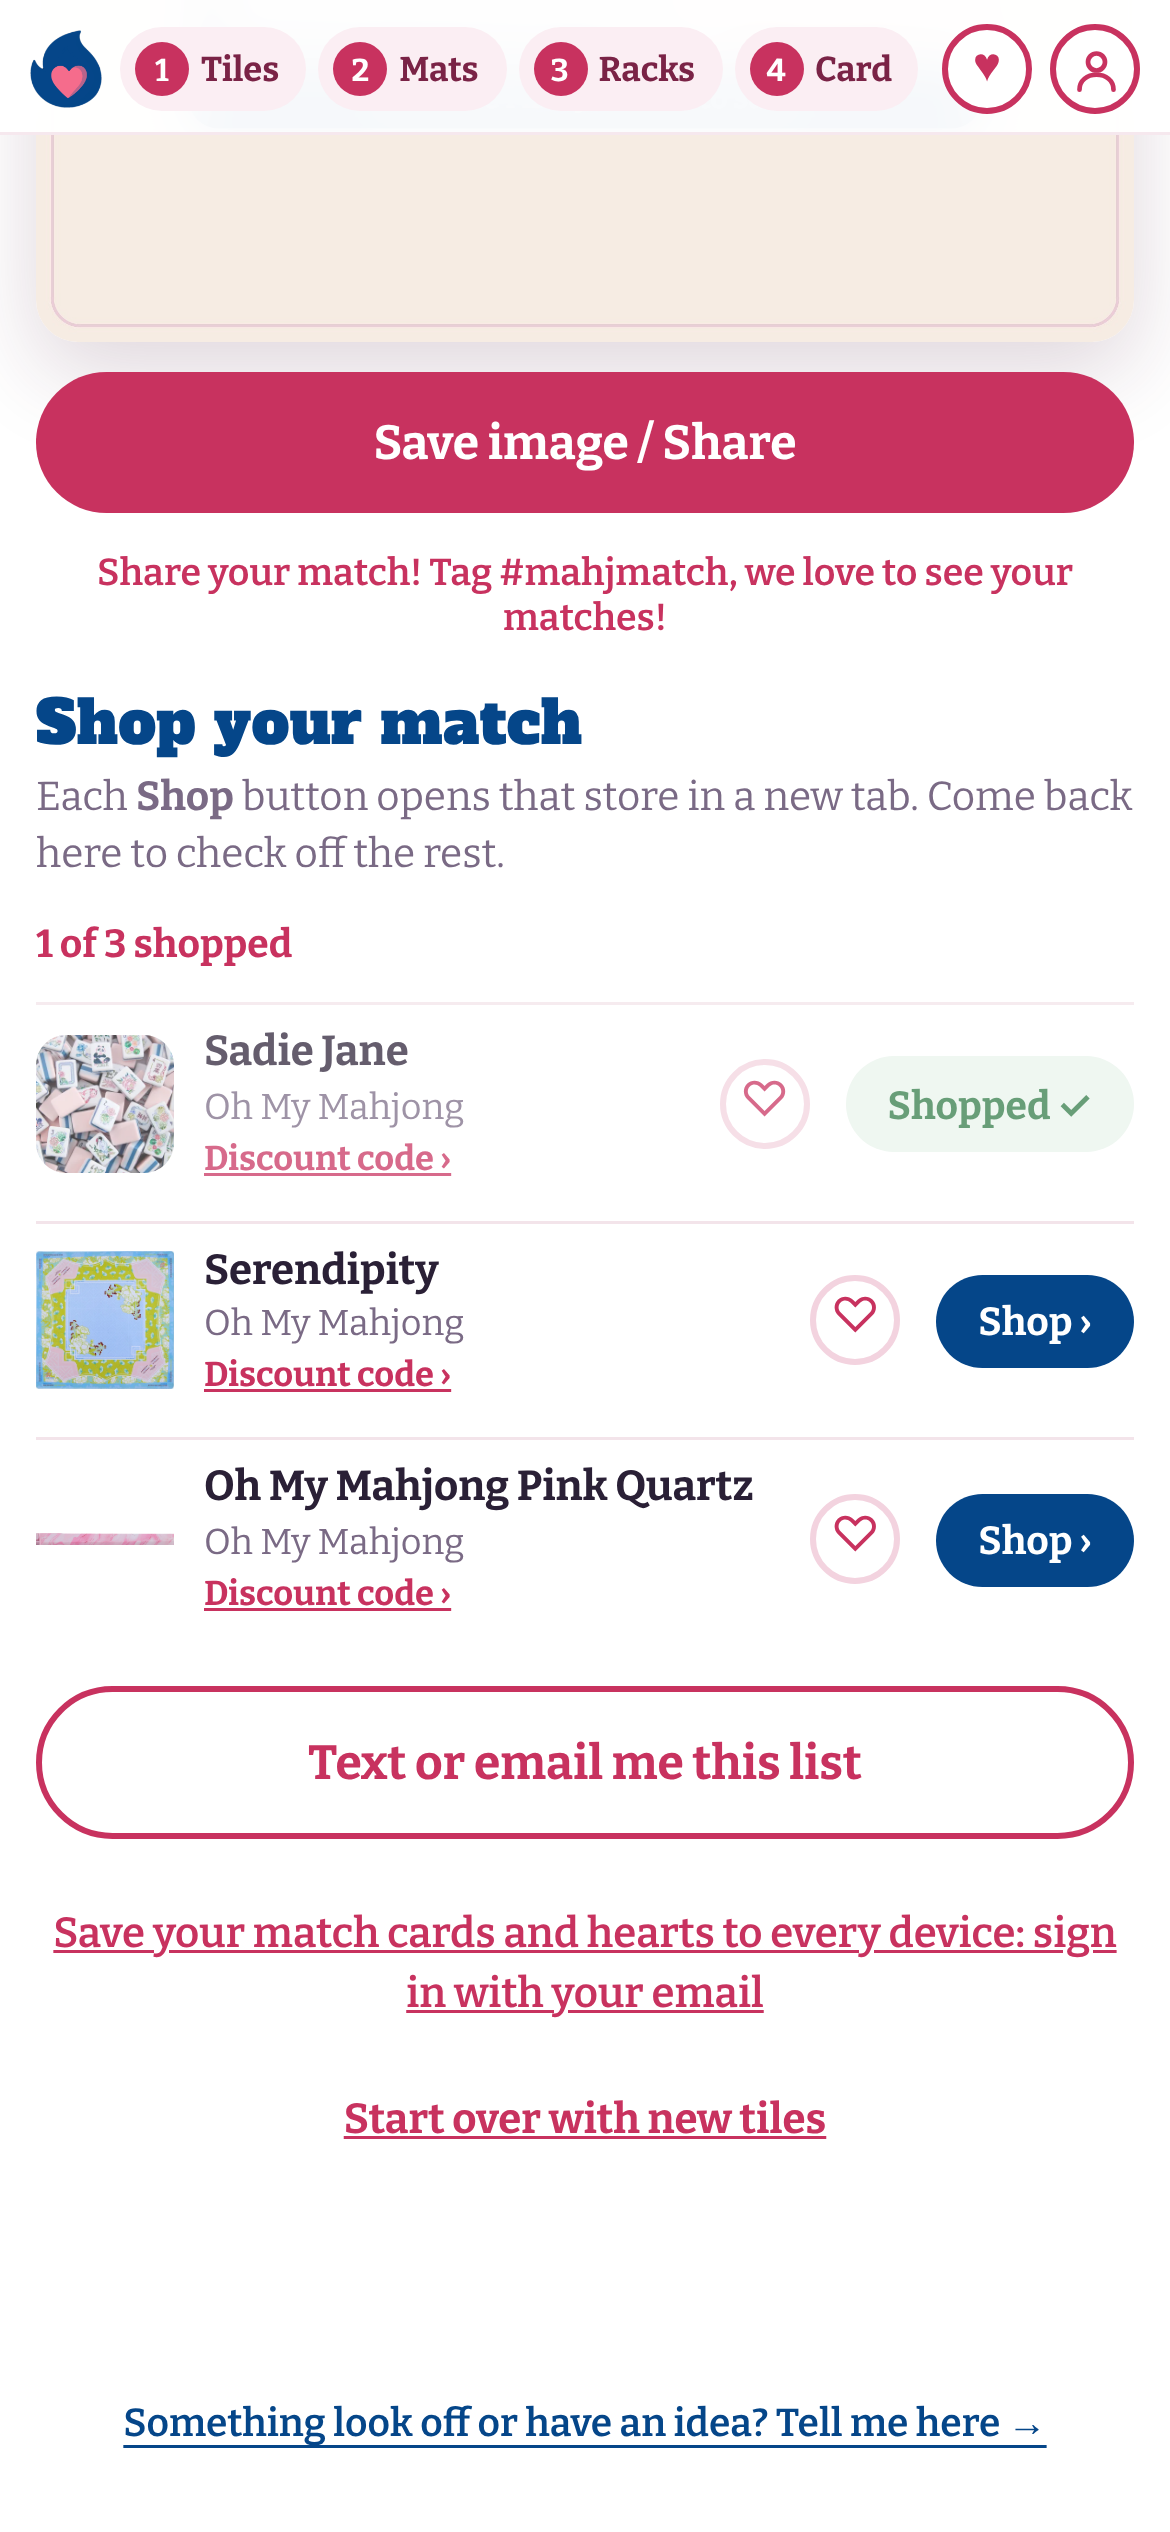 1 Tiles 2 Mats 3 Racks 4 Card ♥
Save image / Share
Share your match! Tag #mahjmatch, we love to see your
matches!
Shop your match
Each Shop button opens that store in a new tab. Come back
here to check off the rest.
1 of 3 shopped
Sadie Jane
Oh My Mahjong
Discount code ›
Shopped ✓
Serendipity
Oh My Mahjong
Discount code ›
Shop ›
Oh My Mahjong Pink Quartz
Oh My Mahjong
Discount code ›
Shop ›
Text or email me this list
Save your match cards and hearts to every device: sign
in with your email
Start over with new tiles
Something look off or have an idea? Tell me here →